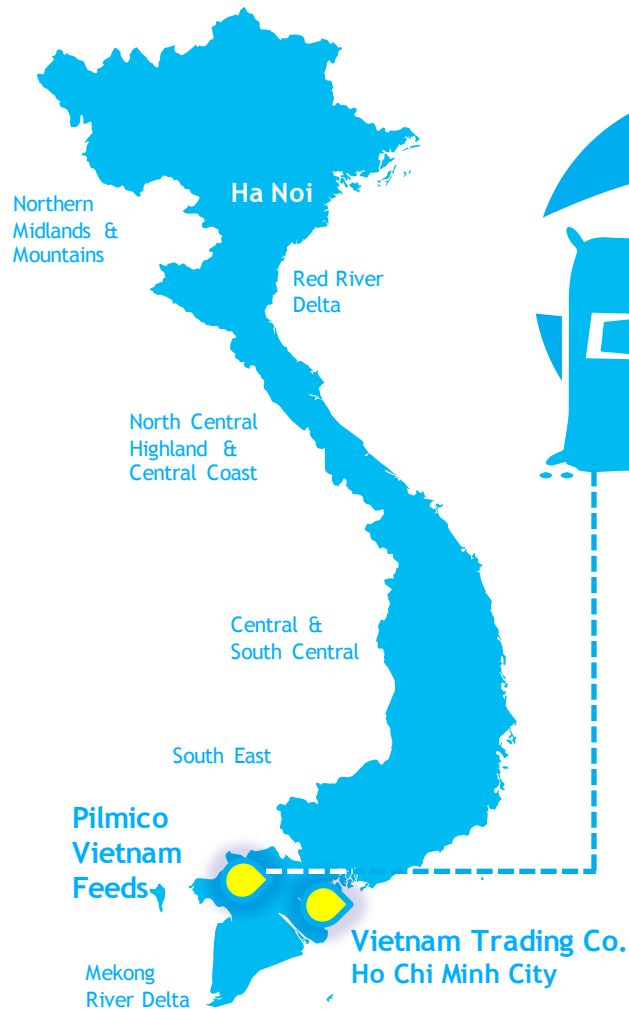 Ha Noi
Northern
Midlands &
Mountains
Red River
Delta
North Central
Highland &
Central Coast
Central &
South Central
South East
Pilmico
Vietnam
Feeds
Vietnam Trading Co.
Ho Chi Minh City
Mekong
River Delta